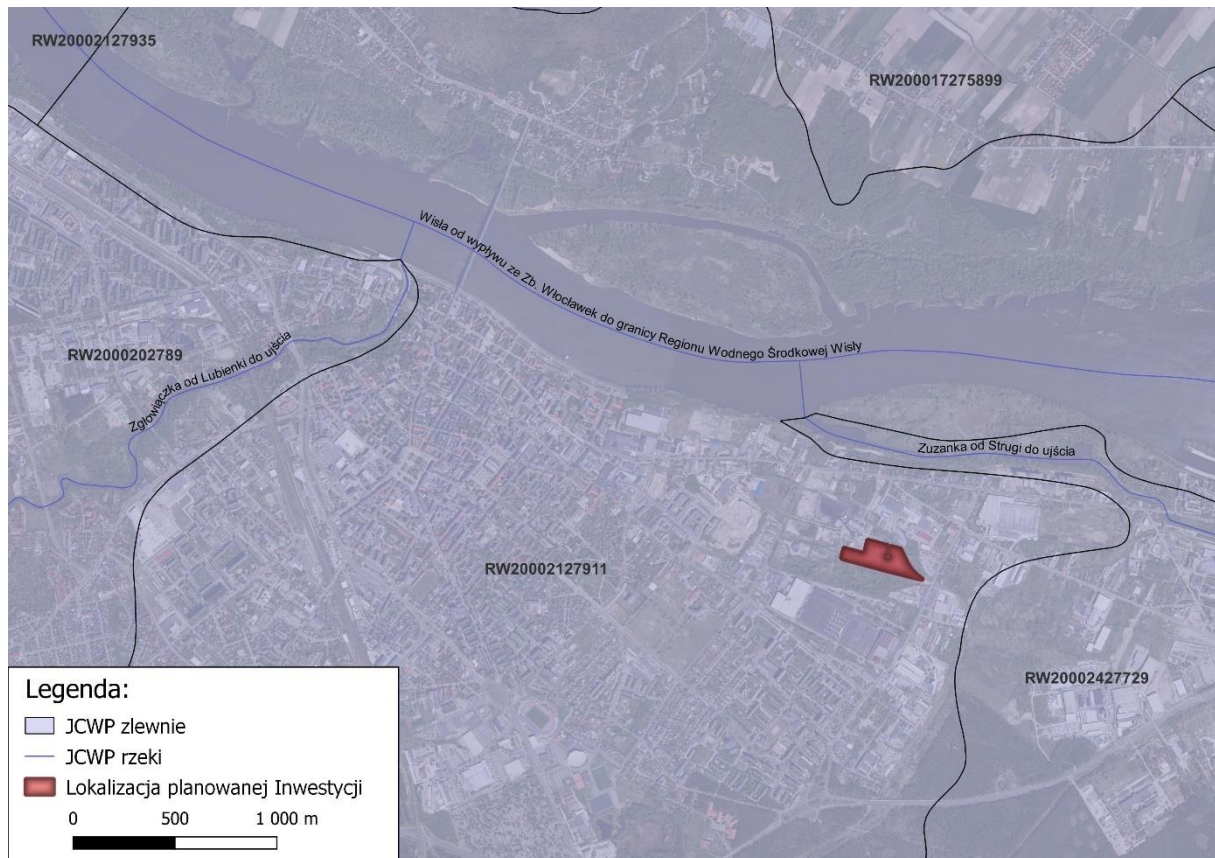 RW20002127935
RW200017275899
Wisła od wypływu ze Zb. Włocławek do granicy Regionu Wodnego Środkowej Wisły
RW2000202789
Zgłowiączka od Lubieńki do ujścia
Zuzanka od Strugi do ujścia
RW20002127911
RW20002427729
Legenda:
JCWP zlewnie
JCWP rzeki
Lokalizacja planowanej Inwestycji
0 500 1 000 m